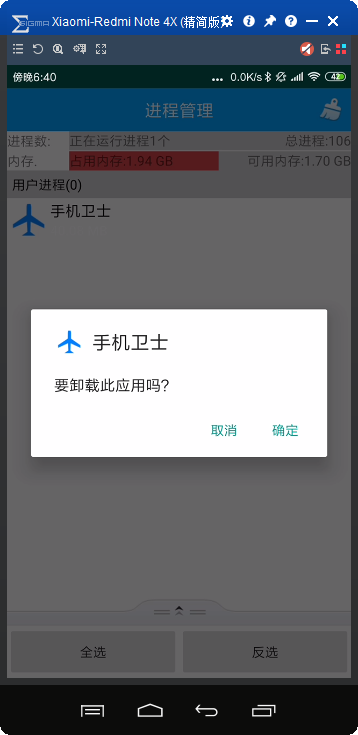 SIGMA Xiaomi-Redmi Note 4X (精简版
傍晚6:40 ... 0.0K/s 42
进程管理
进程数: 正在运行进程1个 总进程:106
内存. 占用内存:1.94 GB 可用内存:1.70 GB
用户进程(0)
手机卫士
手机卫士
要卸载此应用吗?
取消 确定
全选 反选